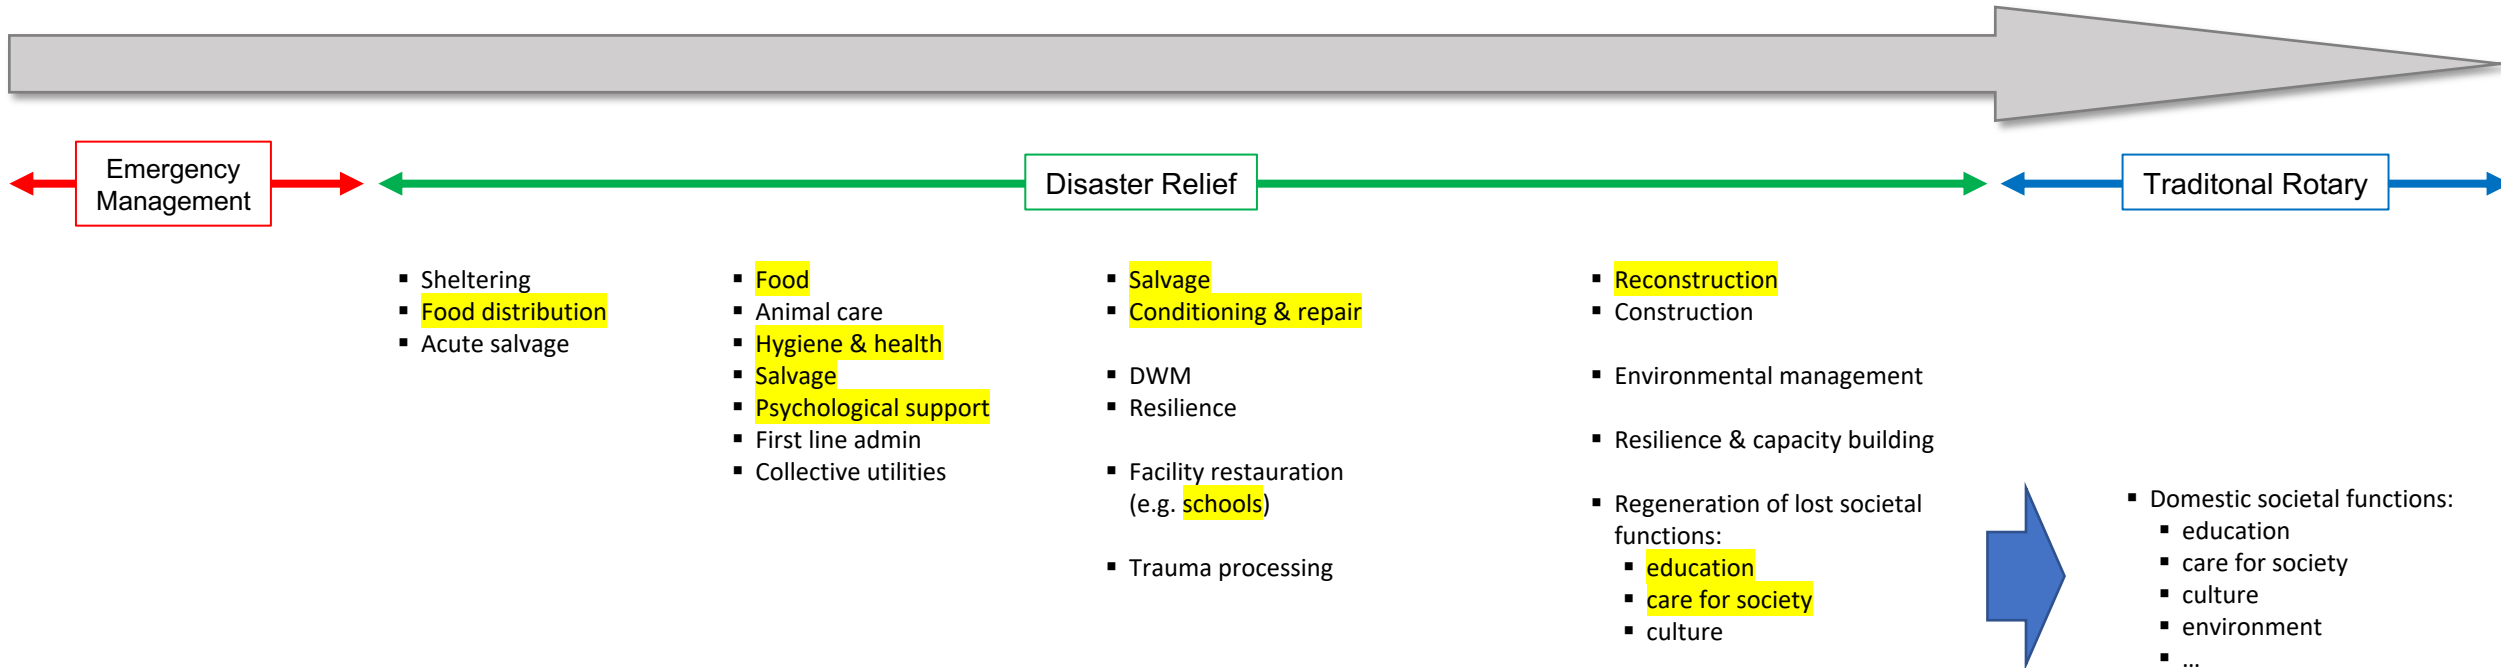 Emergency
Management
Disaster Relief
Traditonal Rotary
▪ Sheltering
▪ Food distribution
▪ Acute salvage
▪ Food
▪ Animal care
▪ Hygiene & health
▪ Salvage
▪ Psychological support
▪ First line admin
▪ Collective utilities
▪ Salvage
▪ Conditioning & repair
▪ DWM
▪ Resilience
▪ Facility restauration
(e.g. schools)
▪ Trauma processing
▪ Reconstruction
▪ Construction
▪ Environmental management
▪ Resilience & capacity building
▪ Regeneration of lost societal
functions:
▪ education
▪ care for society
▪ culture
▪ Domestic societal functions:
▪ education
▪ care for society
▪ culture
▪ environment
▪ ...